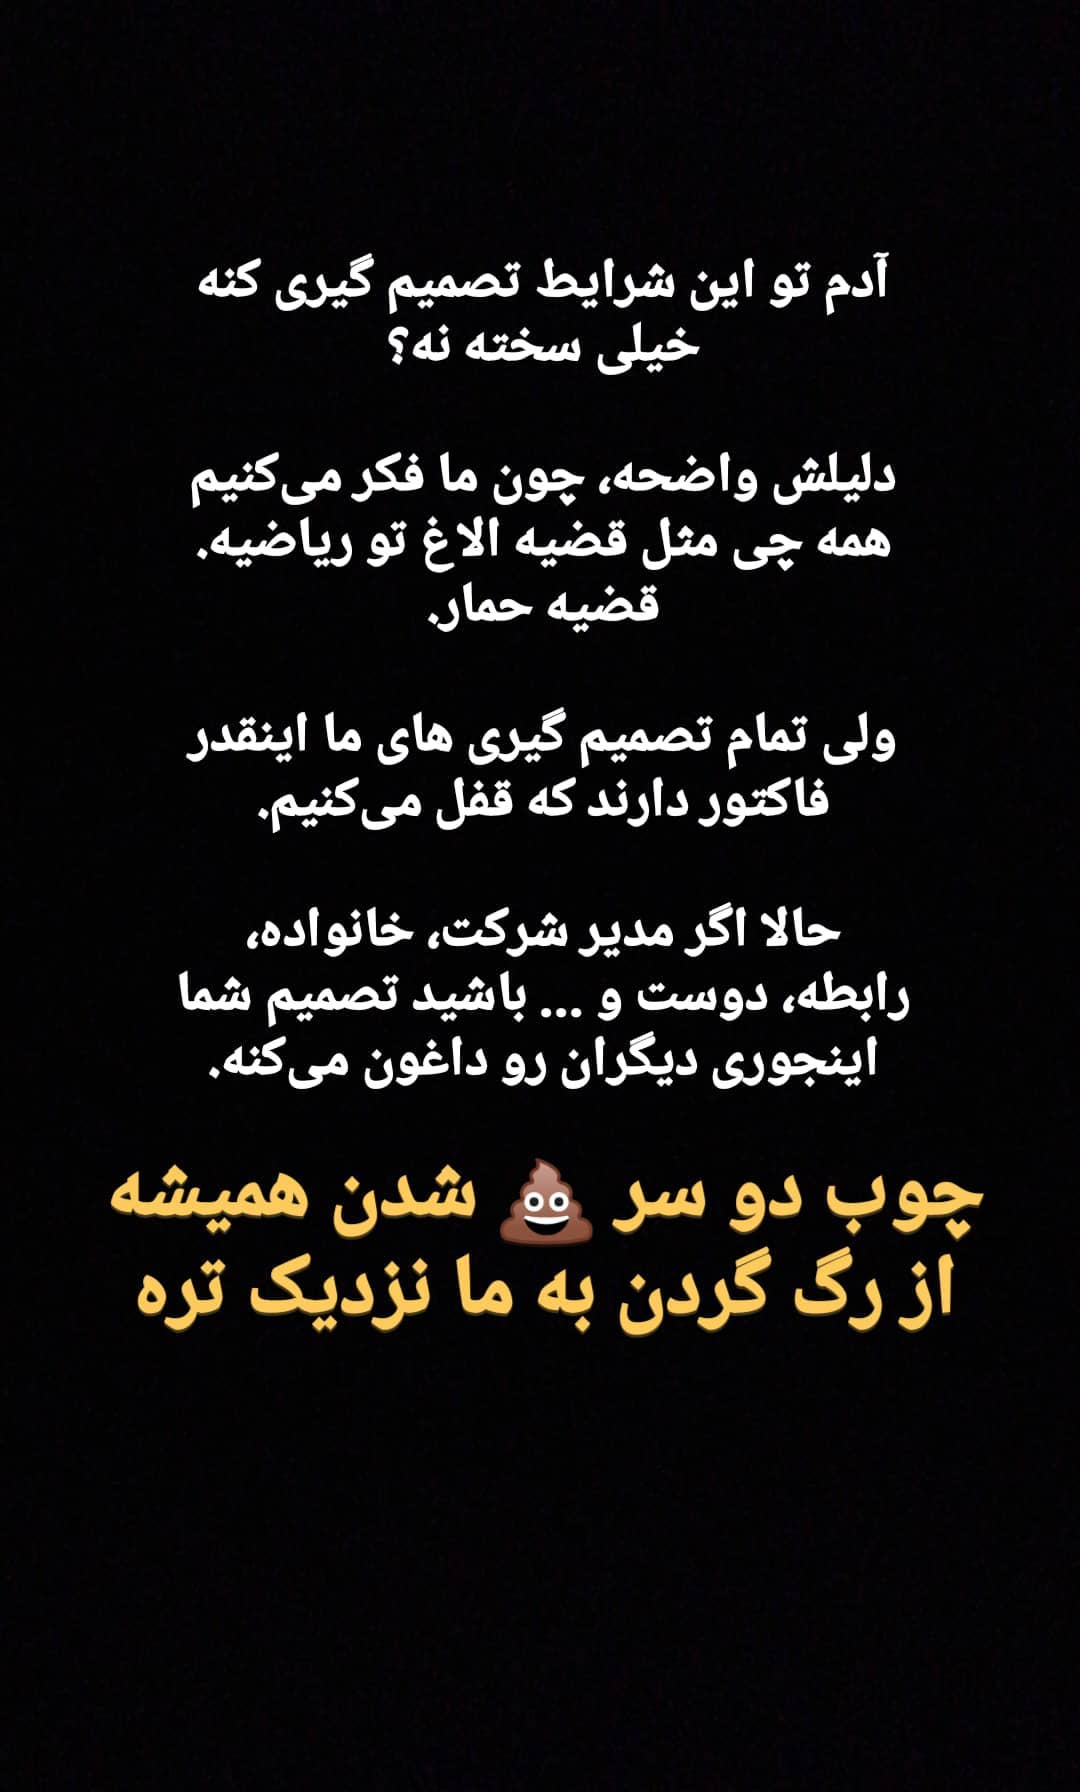 آدم تو این شرایط تصمیم گیری کنه
خیلی سخته نه؟
دلیلش واضحه، چون ما فکر می‌کنیم
همه چی مثل قضیه الاغ تو ریاضیه.
قضیه حمار.
ولی تمام تصمیم گیری های ما اینقدر
فاکتور دارند که قفل می‌کنیم.
حالا اگر مدیر شرکت، خانواده،
رابطه، دوست و ... باشید تصمیم شما
اینجوری دیگران رو داغون می‌کنه.
چوب دو سر 💩 شدن همیشه
از رگ گردن به ما نزدیک تره